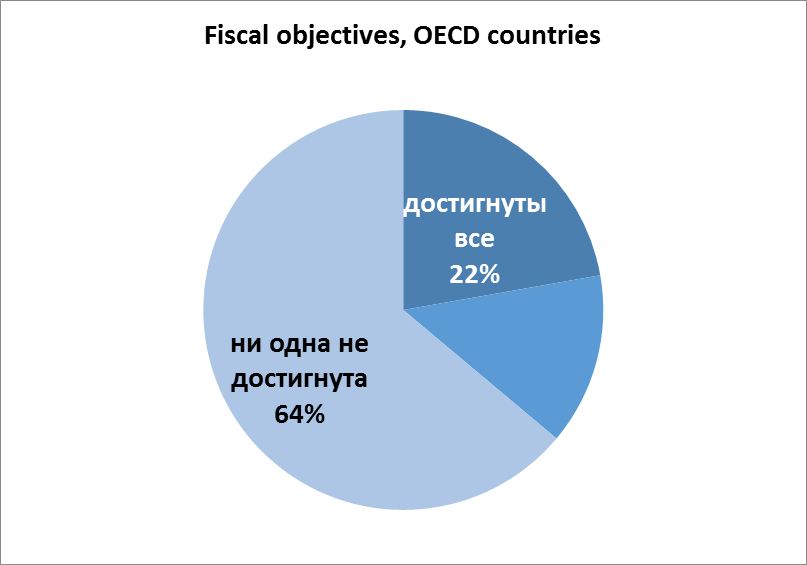 Fiscal objectives, OECD countries
достигнуты
все
22%
ни одна не
достигнута
64%